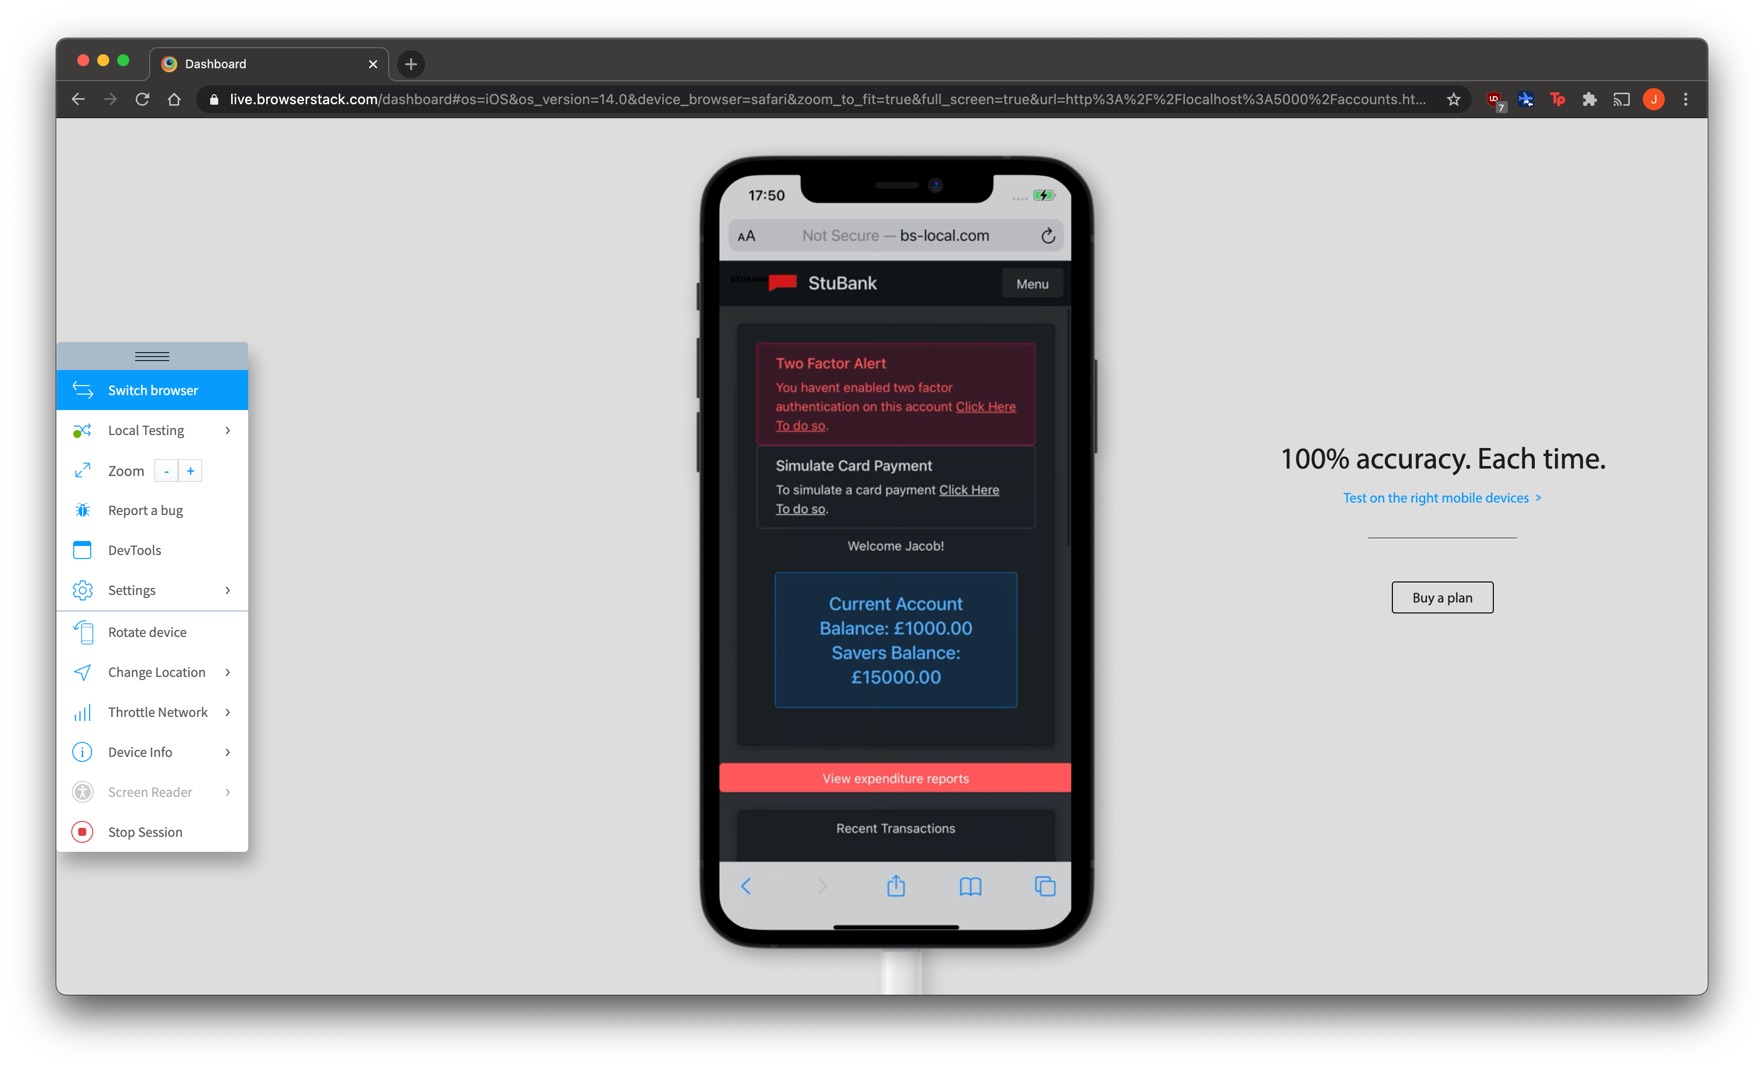 Dashboard
live.browserstack.com/dashboard#os=iOS&os_version=14.0&device_browser=safari&zoom_to_fit=true&full_screen=true&url=http%3A%2F%2Flocalhost%3A5000%2Faccounts.ht...
UD
7
Tp
J
17:50
AA
Not Secure — bs-local.com
StuBank
Menu
Two Factor Alert
You havent enabled two factor
authentication on this account Click Here
To do so.
Simulate Card Payment
To simulate a card payment Click Here
To do so.
Welcome Jacob!
Current Account
Balance: £1000.00
Savers Balance:
£15000.00
View expenditure reports
Recent Transactions
Switch browser
Local Testing
Zoom - +
Report a bug
DevTools
Settings
Rotate device
Change Location
Throttle Network
Device Info
Screen Reader
Stop Session
100% accuracy. Each time.
Test on the right mobile devices >
Buy a plan